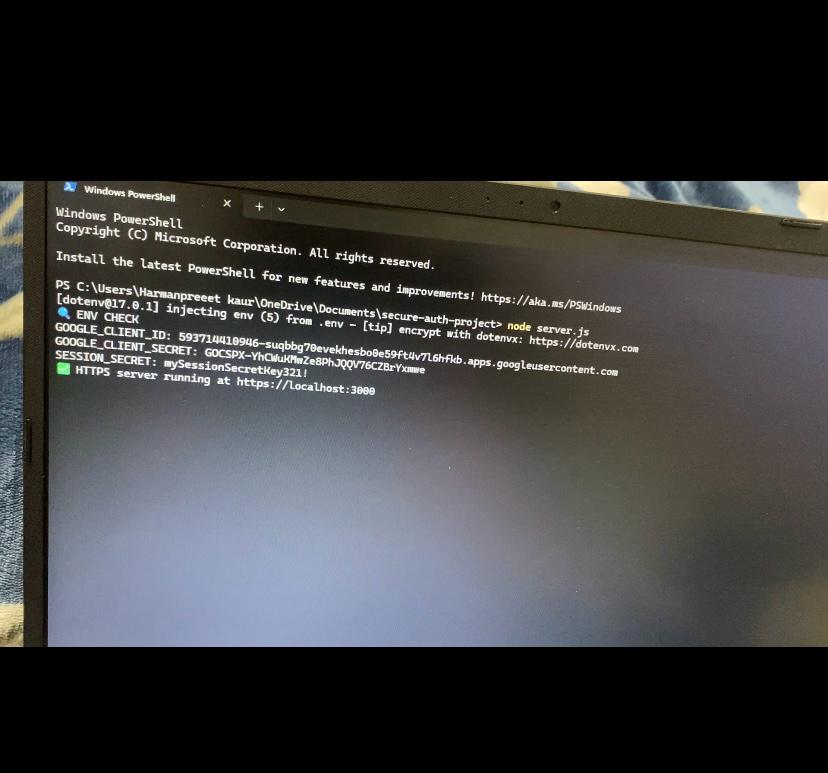 Windows PowerShell
Windows PowerShell
Copyright (C) Microsoft Corporation. All rights reserved.
Install the latest PowerShell for new features and improvements! https://aka.ms/PSWindows
PS C:\Users\Harmanpreeet kaur\OneDrive\Documents\secure-auth-project> node server.js
[dotenv@17.0.1] injecting env (5) from .env – [tip] encrypt with dotenvx: https://dotenvx.com
🔍 ENV CHECK
GOOGLE_CLIENT_ID: 593714410946-suqbbg70evekhesbo0e59ft4v7l6hfkb.apps.googleusercontent.com
GOOGLE_CLIENT_SECRET: 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
SESSION_SECRET: mySessionSecretKey321!
✅ HTTPS server running at https://localhost:3000